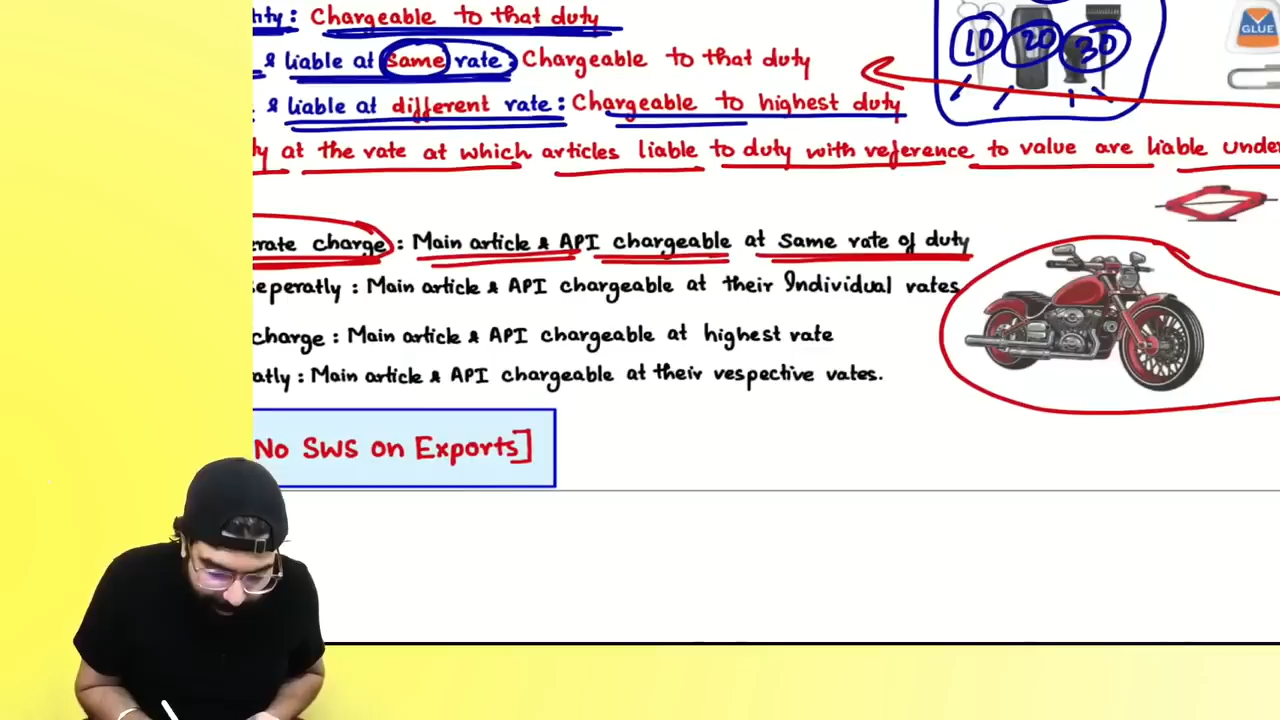 hty: Chargeable to that duty
& liable at same rate: Chargeable to that duty
& liable at different rate: Chargeable to highest duty
ty at the rate at which articles liable to duty with reference to value are liable unde
erate charge: Main article & API chargeable at same rate of duty
seperatly: Main article & API chargeable at their Individual rates
charge: Main article & API chargeable at highest rate
atly: Main article & API chargeable at their respective rates.
No SWS on Exports]
10 20 30
GLUE